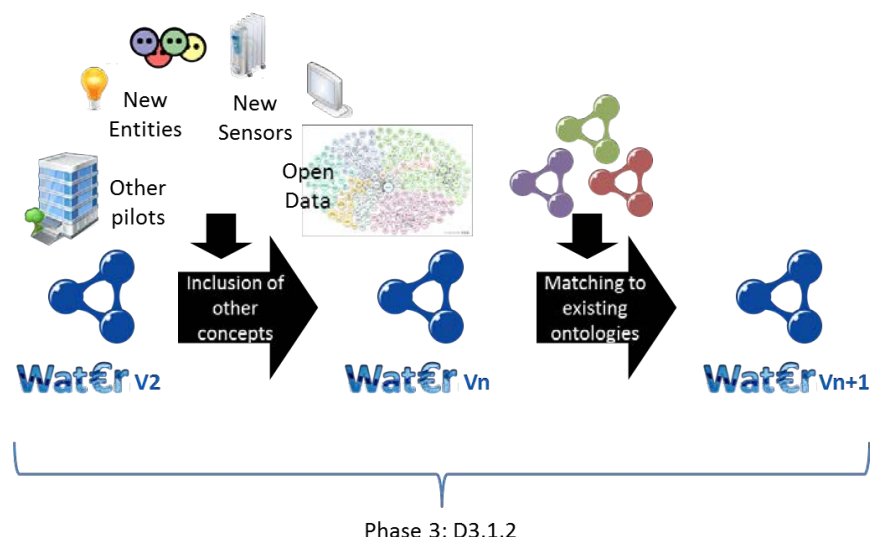 New
Entities
New
Sensors
Other
pilots
Open
Data
Inclusion of
other
concepts
Matching to
existing
ontologies
Wat€r V2
Wat€r Vn
Wat€r Vn+1
Phase 3: D3.1.2